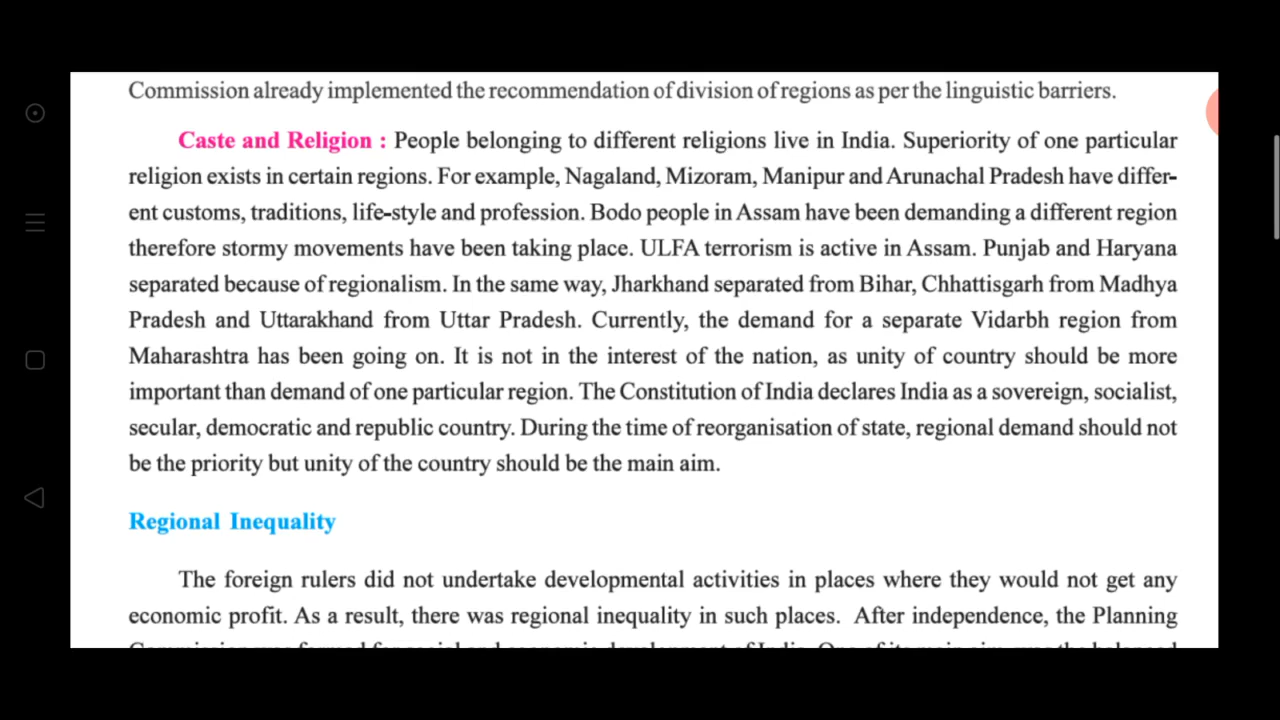 Commission already implemented the recommendation of division of regions as per the linguistic barriers.
Caste and Religion : People belonging to different religions live in India. Superiority of one particular
religion exists in certain regions. For example, Nagaland, Mizoram, Manipur and Arunachal Pradesh have differ-
ent customs, traditions, life-style and profession. Bodo people in Assam have been demanding a different region
therefore stormy movements have been taking place. ULFA terrorism is active in Assam. Punjab and Haryana
separated because of regionalism. In the same way, Jharkhand separated from Bihar, Chhattisgarh from Madhya
Pradesh and Uttarakhand from Uttar Pradesh. Currently, the demand for a separate Vidarbh region from
Maharashtra has been going on. It is not in the interest of the nation, as unity of country should be more
important than demand of one particular region. The Constitution of India declares India as a sovereign, socialist,
secular, democratic and republic country. During the time of reorganisation of state, regional demand should not
be the priority but unity of the country should be the main aim.
Regional Inequality
The foreign rulers did not undertake developmental activities in places where they would not get any
economic profit. As a result, there was regional inequality in such places. After independence, the Planning